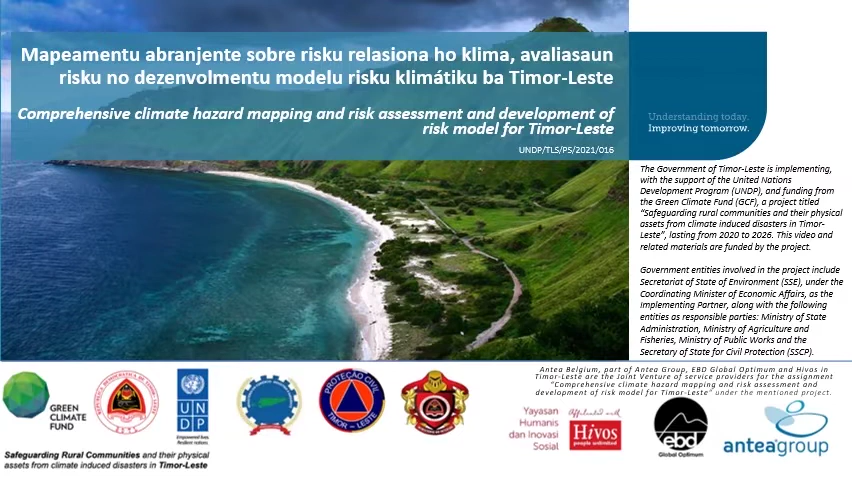 Mapeamentu abranjente sobre risku relasiona ho klima, avaliasaun
risku no dezenvolmentu modelu risku klimátiku ba Timor-Leste
Comprehensive climate hazard mapping and risk assessment and development of
risk model for Timor-Leste
UNDP/TLS/PS/2021/016
Understanding today.
Improving tomorrow.
The Government of Timor-Leste is implementing,
with the support of the United Nations
Development Program (UNDP), and funding from
the Green Climate Fund (GCF), a project titled
“Safeguarding rural communities and their physical
assets from climate induced disasters in Timor-
Leste”, lasting from 2020 to 2026. This video and
related materials are funded by the project.
Government entities involved in the project include
Secretariat of State of Environment (SSE), under the
Coordinating Minister of Economic Affairs, as the
Implementing Partner, along with the following
entities as responsible parties: Ministry of State
Administration, Ministry of Agriculture and
Fisheries, Ministry of Public Works and the
Secretary of State for Civil Protection (SSCP).
Antea Belgium, part of Antea Group, EBD Global Optimum and Hivos in
Timor-Leste are the Joint Venture of service providers for the assignment
“Comprehensive climate hazard mapping and risk assessment and
development of risk model for Timor-Leste” under the mentioned project.
GREEN
CLIMATE
FUND
U N
D P
Empowered lives.
Resilient nations.
PROTEÇÃO CIVIL
TIMOR - LESTE
Yayasan
Humanis
dan Inovasi
Sosial
Affiliated with
Hivos
people unlimited
ebd
Global Optimum
anteagroup
Safeguarding Rural Communities and their physical
assets from climate induced disasters in Timor-Leste